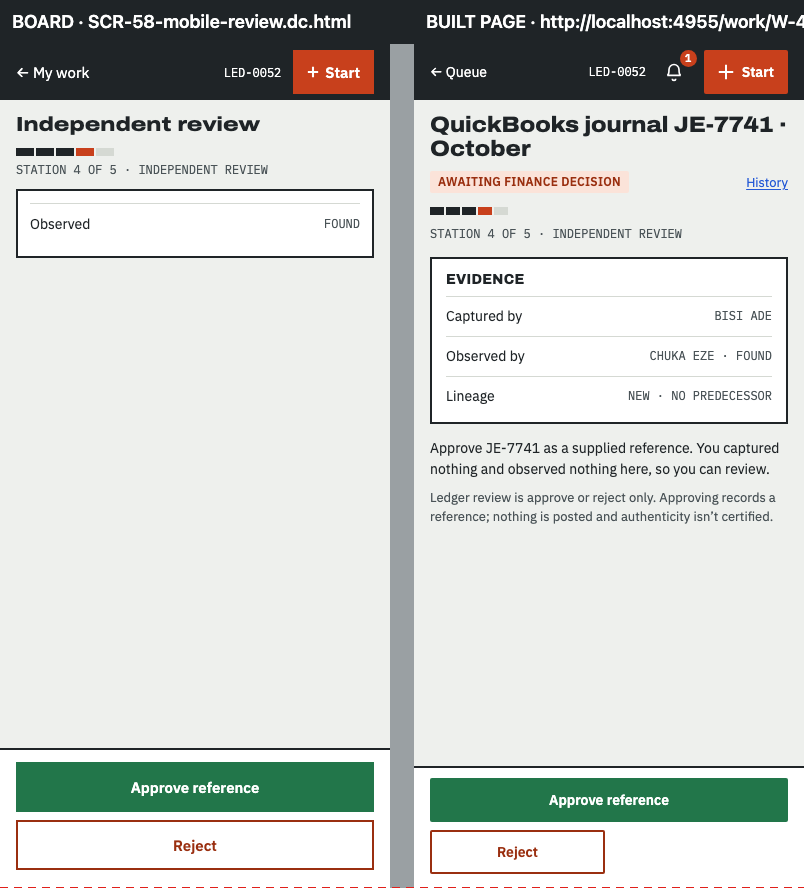 BOARD · SCR-58-mobile-review.dc.html
← My work
LED-0052
+ Start
Independent review
STATION 4 OF 5 · INDEPENDENT REVIEW
Observed
FOUND
Approve reference
Reject
BUILT PAGE · http://localhost:4955/work/W-4
← Queue
LED-0052
1
+ Start
QuickBooks journal JE-7741 ·
October
AWAITING FINANCE DECISION
History
STATION 4 OF 5 · INDEPENDENT REVIEW
EVIDENCE
Captured by
BISI ADE
Observed by
CHUKA EZE · FOUND
Lineage
NEW · NO PREDECESSOR
Approve JE-7741 as a supplied reference. You captured
nothing and observed nothing here, so you can review.
Ledger review is approve or reject only. Approving records a
reference; nothing is posted and authenticity isn’t certified.
Approve reference
Reject